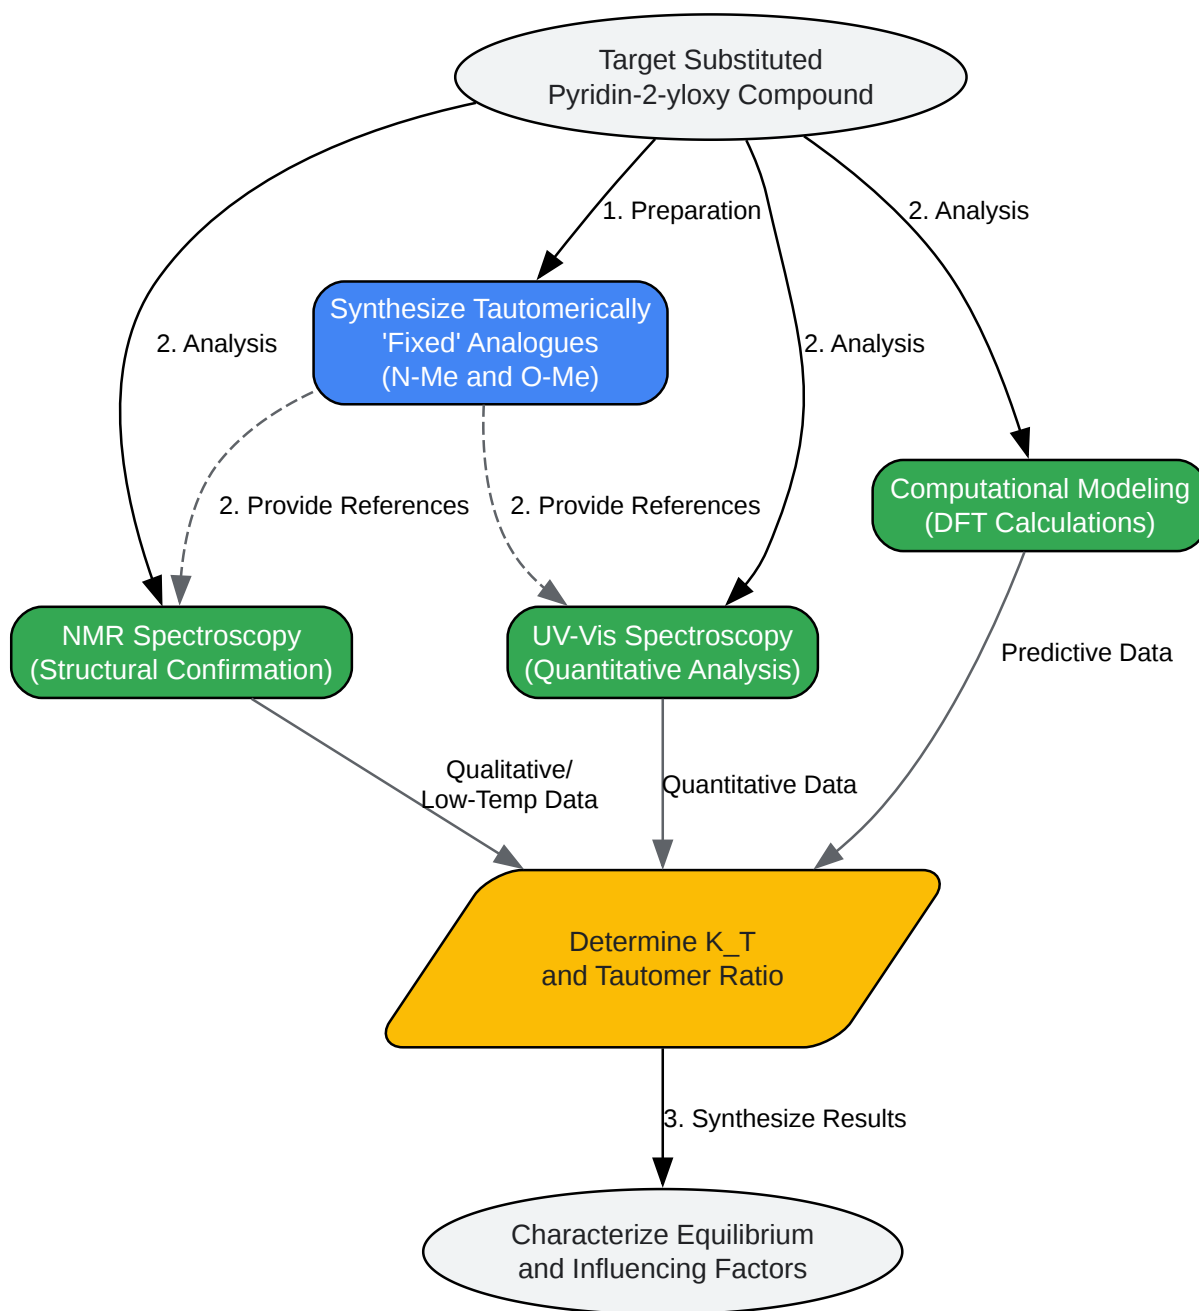 Target Substituted
Pyridin-2-yloxy Compound
1. Preparation
2. Analysis
Synthesize Tautomerically
'Fixed' Analogues
(N-Me and O-Me)
2. Analysis
2. Analysis
2. Provide References
2. Provide References
Computational Modeling
(DFT Calculations)
NMR Spectroscopy
(Structural Confirmation)
UV-Vis Spectroscopy
(Quantitative Analysis)
Predictive Data
Qualitative/
Low-Temp Data
Quantitative Data
Determine K_T
and Tautomer Ratio
3. Synthesize Results
Characterize Equilibrium
and Influencing Factors